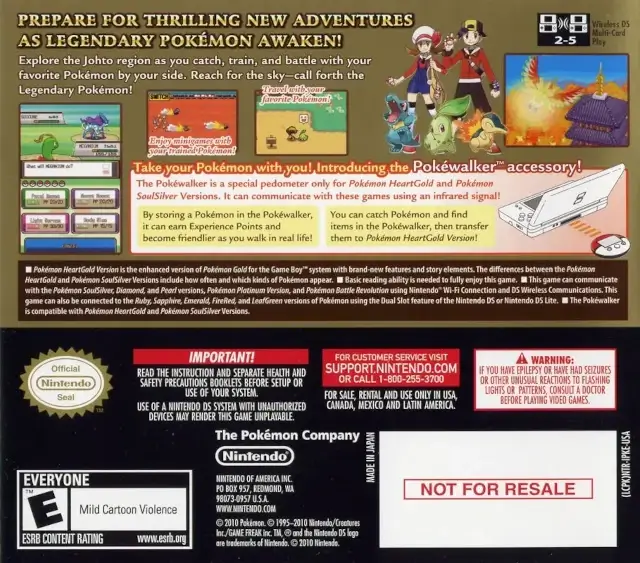 PREPARE FOR THRILLING NEW ADVENTURES
AS LEGENDARY POKÉMON AWAKEN!
Explore the Johto region as you catch, train, and battle with your
favorite Pokémon by your side. Reach for the sky—call forth the
Legendary Pokémon!
2-5
Wireless DS
Multi-Card
Play
Enjoy minigames with
your trained Pokémon!
Travel with your
favorite Pokémon!
Take your Pokémon with you! Introducing the Pokéwalker™ accessory!
The Pokéwalker is a special pedometer only for Pokémon HeartGold and Pokémon
SoulSilver Versions. It can communicate with these games using an infrared signal!
By storing a Pokémon in the Pokéwalker,
it can earn Experience Points and
become friendlier as you walk in real life!
You can catch Pokémon and find
items in the Pokéwalker, then transfer
them to Pokémon HeartGold Version!
■ Pokémon HeartGold Version is the enhanced version of Pokémon Gold for the Game Boy™ system with brand-new features and story elements. The differences between the Pokémon
HeartGold and Pokémon SoulSilver Versions include how often and which kinds of Pokémon appear. ■ Basic reading ability is needed to fully enjoy this game. ■ This game can communicate
with the Pokémon SoulSilver, Diamond, and Pearl versions, Pokémon Platinum Version, and Pokémon Battle Revolution using Nintendo® Wi-Fi Connection and DS Wireless Communications. This
game can also be connected to the Ruby, Sapphire, Emerald, FireRed, and LeafGreen versions of Pokémon using the Dual Slot feature of the Nintendo DS or Nintendo DS Lite. ■ The Pokéwalker
is compatible with Pokémon HeartGold and Pokémon SoulSilver Versions.
Official
Nintendo
Seal
TM
IMPORTANT!
READ THE INSTRUCTION AND SEPARATE HEALTH AND
SAFETY PRECAUTIONS BOOKLETS BEFORE SETUP OR
USE OF YOUR SYSTEM.
USE OF A NINTENDO DS SYSTEM WITH UNAUTHORIZED
DEVICES MAY RENDER THIS GAME UNPLAYABLE.
FOR CUSTOMER SERVICE VISIT
SUPPORT.NINTENDO.COM
OR CALL 1-800-255-3700
FOR SALE, RENTAL AND USE ONLY IN USA,
CANADA, MEXICO AND LATIN AMERICA.
WARNING:
IF YOU HAVE EPILEPSY OR HAVE HAD SEIZURES
OR OTHER UNUSUAL REACTIONS TO FLASHING
LIGHTS OR PATTERNS, CONSULT A DOCTOR
BEFORE PLAYING VIDEO GAMES.
The Pokémon Company
Nintendo®
NINTENDO OF AMERICA INC.
PO BOX 957, REDMOND, WA
98073-0957 U.S.A.
WWW.NINTENDO.COM
© 2010 Pokémon. © 1995–2010 Nintendo/Creatures
Inc./GAME FREAK inc. TM, ® and the Nintendo DS logo
are trademarks of Nintendo. © 2010 Nintendo.
EVERYONE
E
Mild Cartoon Violence
ESRB CONTENT RATING
www.esrb.org
MADE IN JAPAN
NOT FOR RESALE
(LCPK)NTR-IPKE-USA